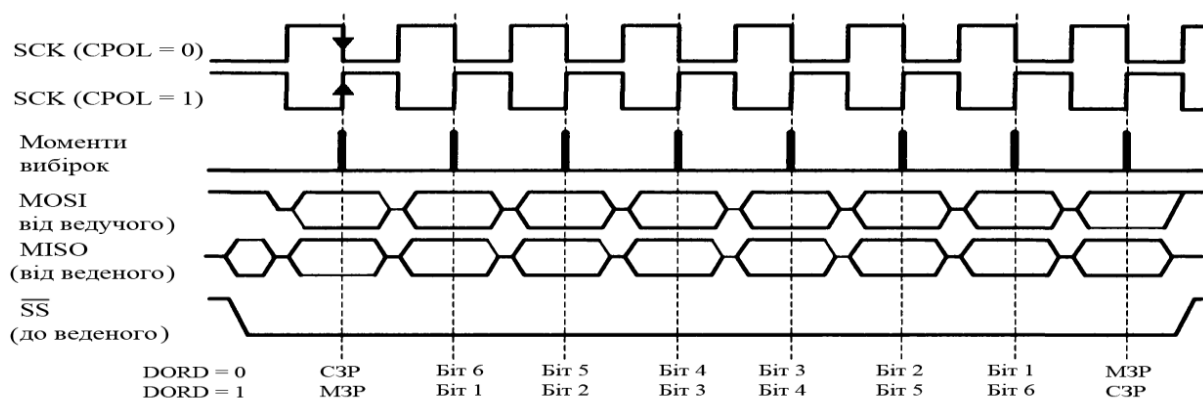 SCK (CPOL = 0)
SCK (CPOL = 1)
Моменти
вибірок
MOSI
від ведучого)
MISO
(від веденого)
SS
(до веденого)
DORD = 0 СЗР Біт 6 Біт 5 Біт 4 Біт 3 Біт 2 Біт 1 МЗР
DORD = 1 МЗР Біт 1 Біт 2 Біт 3 Біт 4 Біт 5 Біт 6 СЗР